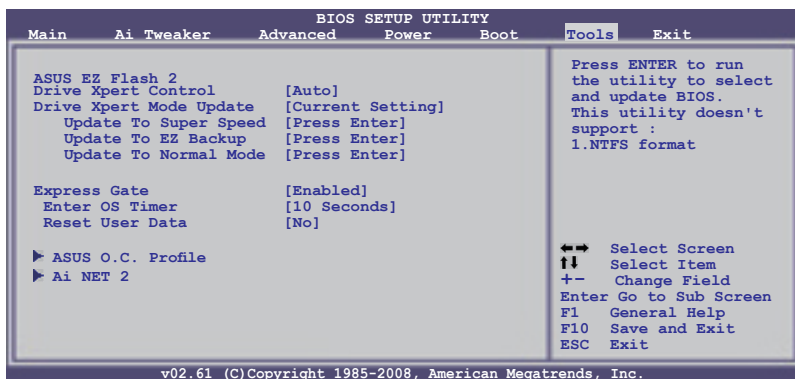 BIOS SETUP UTILITY
Main Ai Tweaker Advanced Power Boot Tools Exit
ASUS EZ Flash 2
Drive Xpert Control [Auto]
Drive Xpert Mode Update [Current Setting]
Update To Super Speed [Press Enter]
Update To EZ Backup [Press Enter]
Update To Normal Mode [Press Enter]
Express Gate [Enabled]
Enter OS Timer [10 Seconds]
Reset User Data [No]
ASUS O.C. Profile
Ai NET 2
Press ENTER to run
the utility to select
and update BIOS.
This utility doesn't
support :
1.NTFS format
←→ Select Screen
↑↓ Select Item
+- Change Field
Enter Go to Sub Screen
F1 General Help
F10 Save and Exit
ESC Exit
v02.61 (C)Copyright 1985-2008, American Megatrends, Inc.